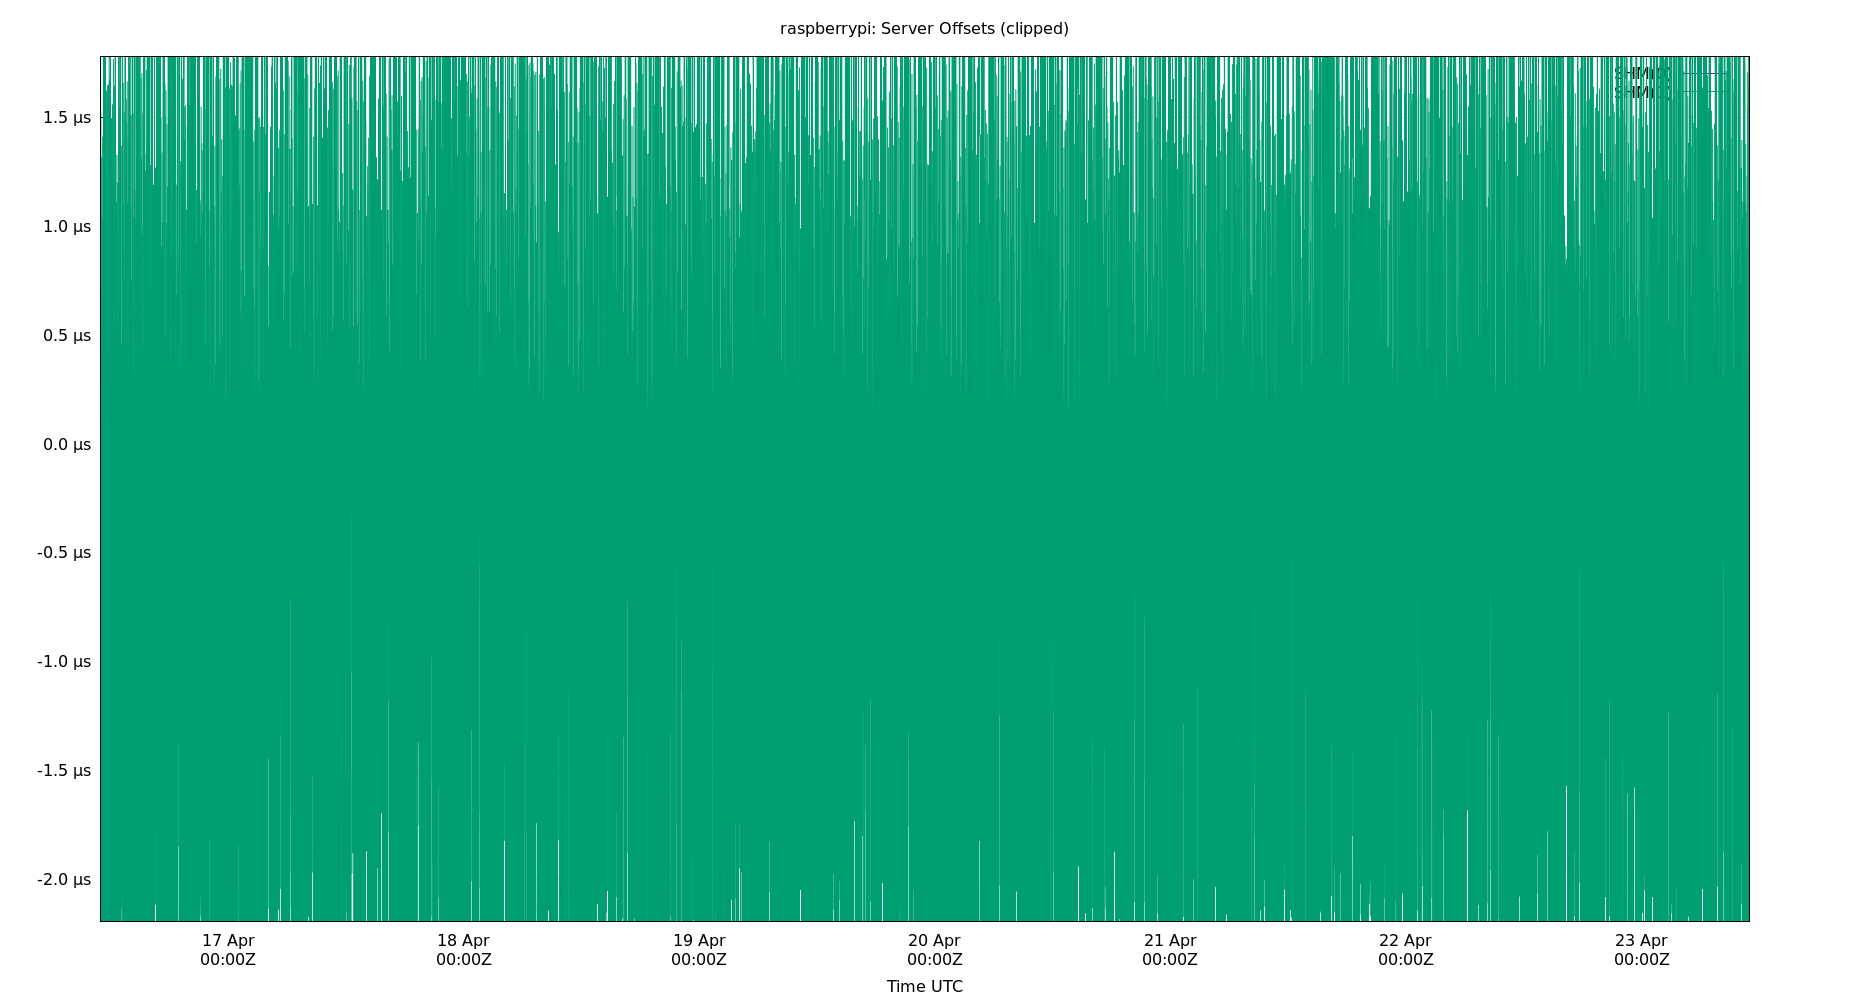 raspberrypi: Server Offsets (clipped)
1.5 µs
1.0 µs
0.5 µs
0.0 µs
-0.5 µs
-1.0 µs
-1.5 µs
-2.0 µs
17 Apr
00:00Z
18 Apr
00:00Z
19 Apr
00:00Z
20 Apr
00:00Z
21 Apr
00:00Z
22 Apr
00:00Z
23 Apr
00:00Z
Time UTC